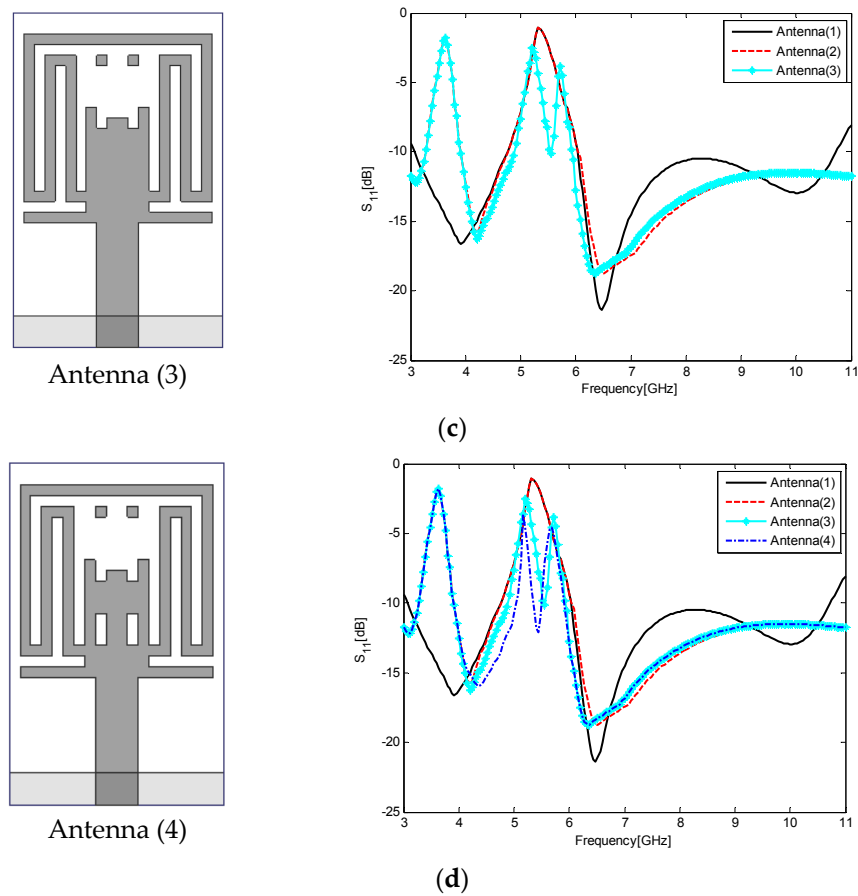 Antenna (3)
0
-5
-10
-15
-20
-25
S11[dB]
3 4 5 6 7 8 9 10 11
Frequency[GHz]
Antenna(1)
Antenna(2)
Antenna(3)
(c)
Antenna (4)
0
-5
-10
-15
-20
-25
S11[dB]
3 4 5 6 7 8 9 10 11
Frequency[GHz]
Antenna(1)
Antenna(2)
Antenna(3)
Antenna(4)
(d)